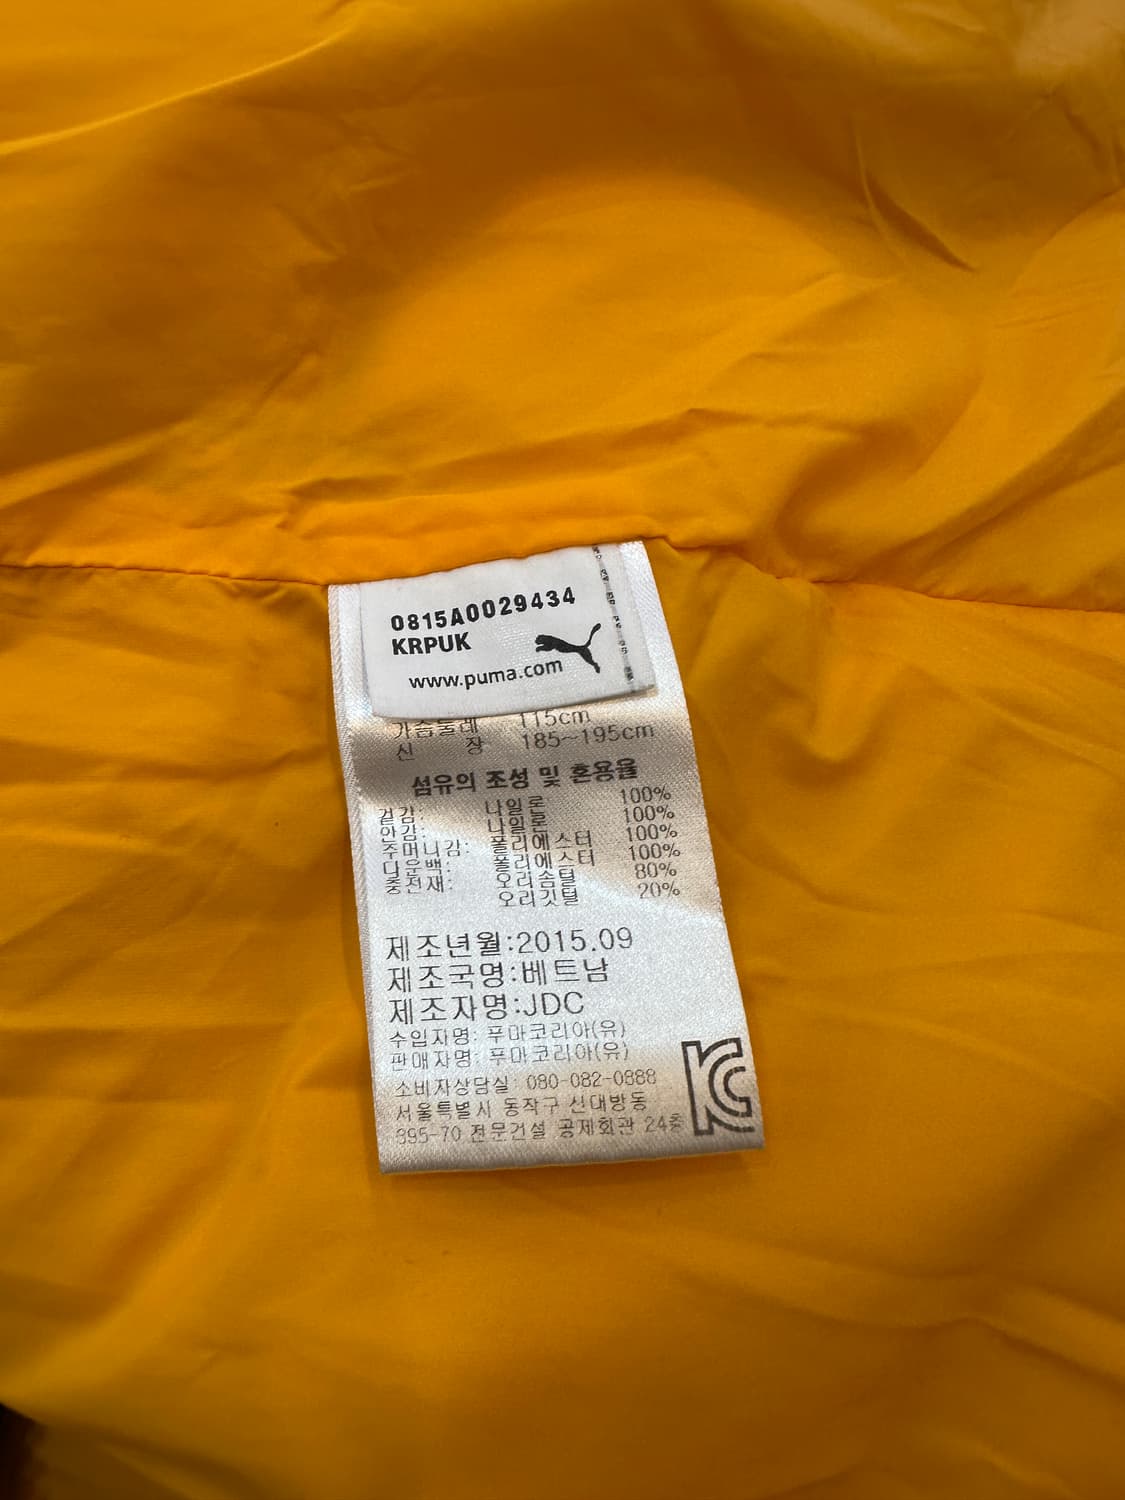 0815A0029434
KRPUK
www.puma.com
가슴둘레 115cm
신 장 185~195cm
섬유의 조성 및 혼용율
겉감: 나일론 100%
안감: 나일론 100%
주머니감: 폴리에스터 100%
다운백: 폴리에스터 100%
충전재: 오리솜털 80%
오리깃털 20%
제조년월:2015.09
제조국명:베트남
제조자명:JDC
수입자명: 푸마코리아(유)
판매자명: 푸마코리아(유)
소비자상담실: 080-082-0888
서울특별시 동작구 신대방동
395-70 전문건설 공제회관 24층